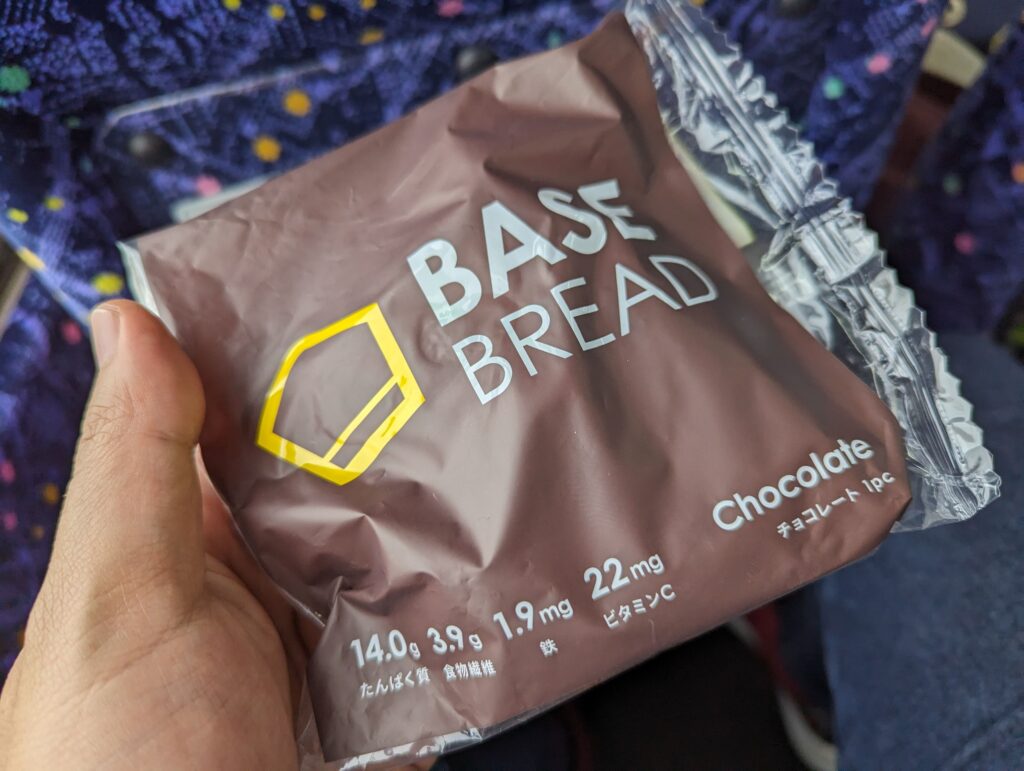 BASE
BREAD
Chocolate
チョコレート 1pc
14.0g 3.9g 1.9mg 22mg
たんぱく質 食物繊維 鉄 ビタミンC